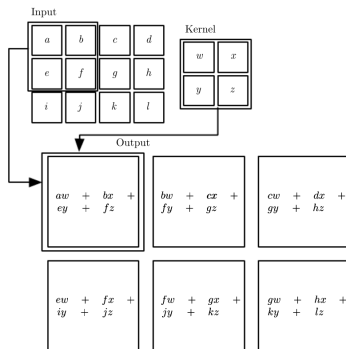 Input
Kernel
a b c d
w x
e f g h
y z
i j k l
Output
aw + bx +
ey + fz
bw + cx +
fy + gz
cw + dx +
gy + hz
ew + fx +
iy + jz
fw + gx +
jy + kz
gw + hx +
ky + lz